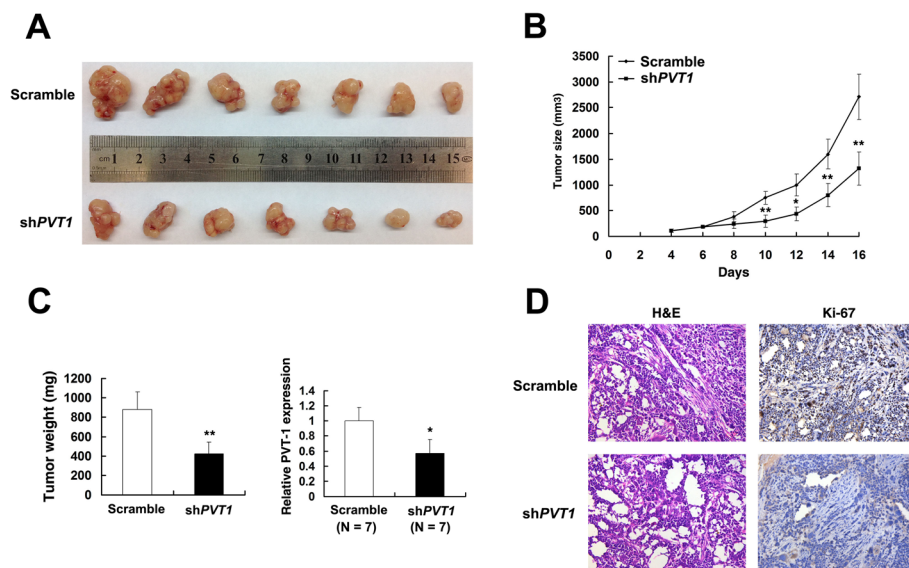 A
Scramble
cm 1 2 3 4 5 6 7 8 9 10 11 12 13 14 15
shPVT1
B
Scramble
shPVT1
Tumor size (mm3)
3500
3000
2500
2000
1500
1000
500
0
** * ** **
0 2 4 6 8 10 12 14 16
Days
C
Tumor weight (mg)
1200
1000
800
600
400
200
0
**
Scramble shPVT1
Relative PVT-1 expression
1.4
1.2
1
0.8
0.6
0.4
0.2
0
*
Scramble shPVT1
(N = 7) (N = 7)
D
H&E Ki-67
Scramble
shPVT1